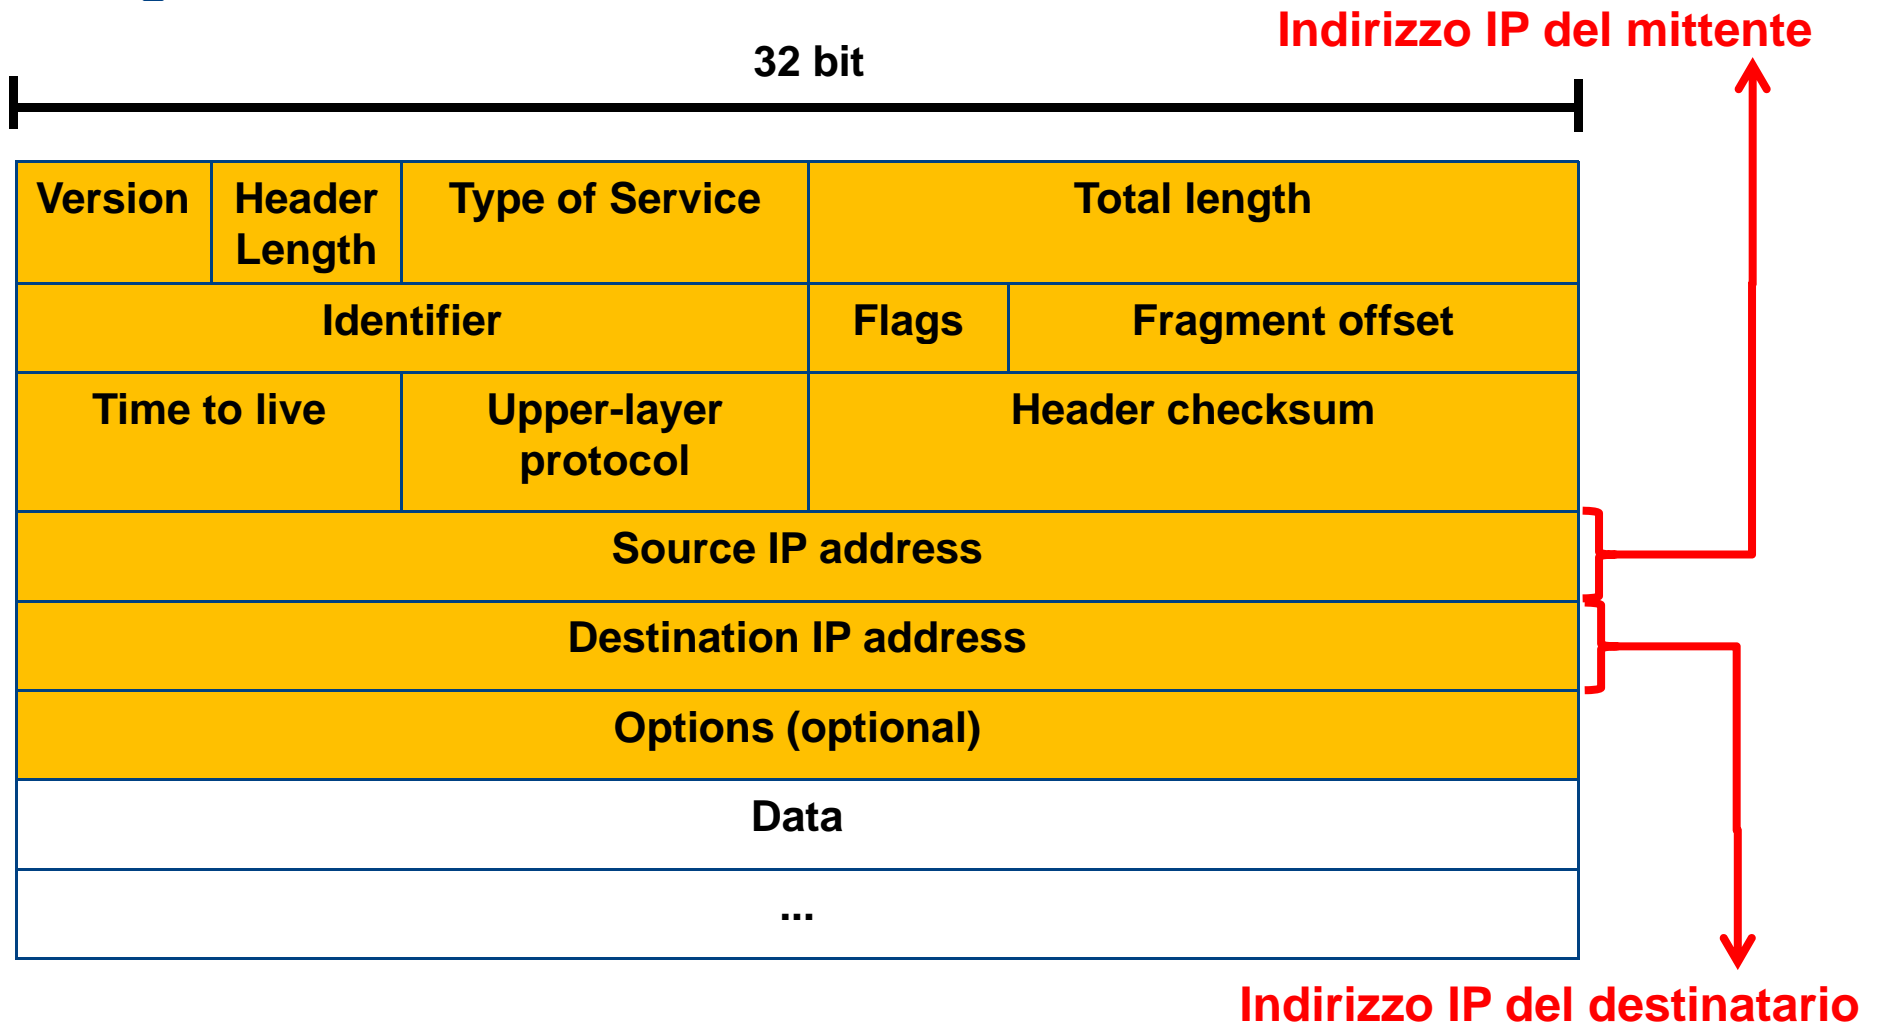 Indirizzo IP del mittente
32 bit
Version
Header
Length
Type of Service
Total length
Identifier
Flags
Fragment offset
Time to live
Upper-layer
protocol
Header checksum
Source IP address
Destination IP address
Options (optional)
Data
...
Indirizzo IP del destinatario